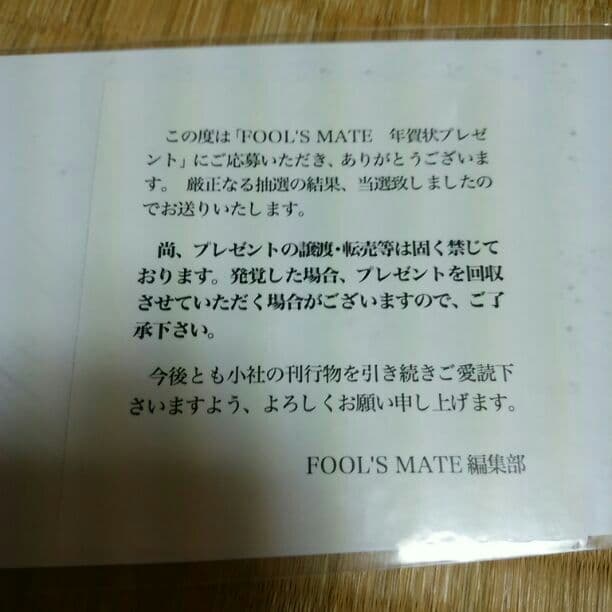 この度は「FOOL'S MATE 年賀状プレゼ
ント」にご応募いただき、ありがとうございま
す。 厳正なる抽選の結果、当選致しましたの
でお送りいたします。
尚、プレゼントの譲渡・転売等は固く禁じて
おります。発覚した場合、プレゼントを回収
させていただく場合がございますので、ご了
承下さい。
今後とも小社の刊行物を引き続きご愛読下
さいますよう、よろしくお願い申し上げます。
FOOL'S MATE 編集部